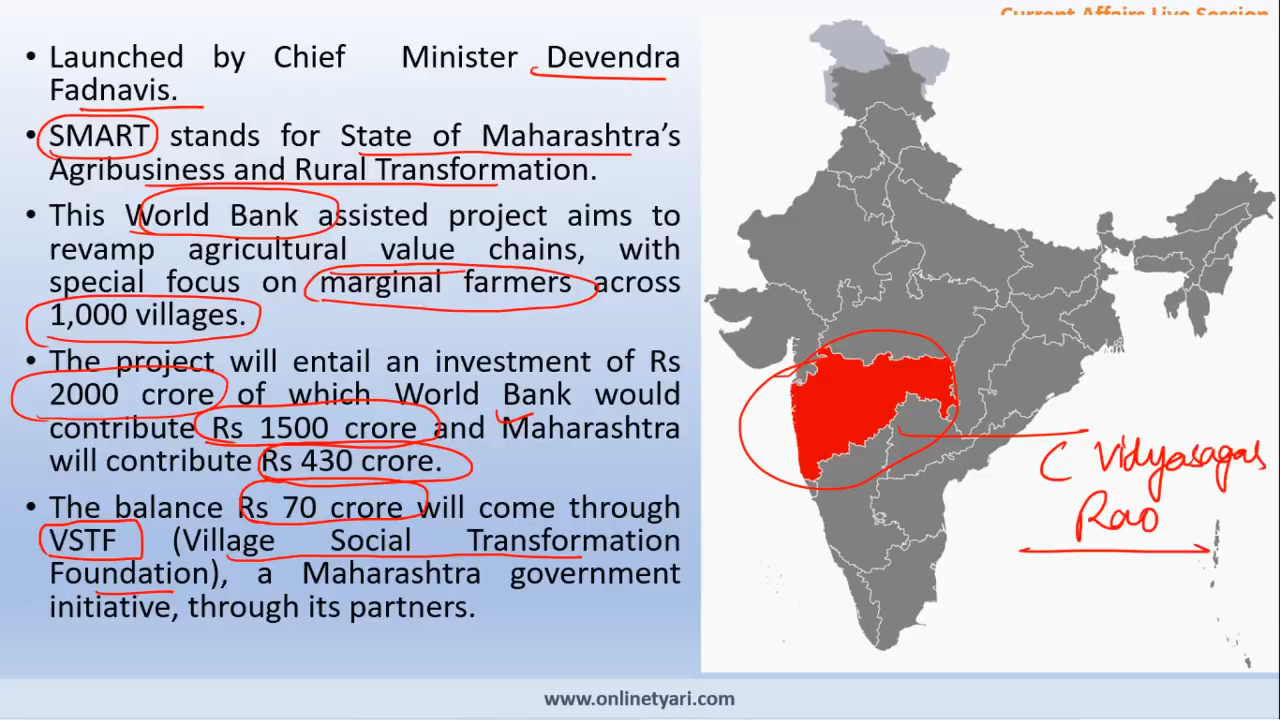 Current Affairs Live Session
• Launched by Chief Minister Devendra
Fadnavis.
• SMART stands for State of Maharashtra’s
Agribusiness and Rural Transformation.
• This World Bank assisted project aims to
revamp agricultural value chains, with
special focus on marginal farmers across
1,000 villages.
• The project will entail an investment of Rs
2000 crore of which World Bank would
contribute Rs 1500 crore and Maharashtra
will contribute Rs 430 crore.
• The balance Rs 70 crore will come through
VSTF (Village Social Transformation
Foundation), a Maharashtra government
initiative, through its partners.
C Vidyasagar
Rao
www.onlinetyari.com